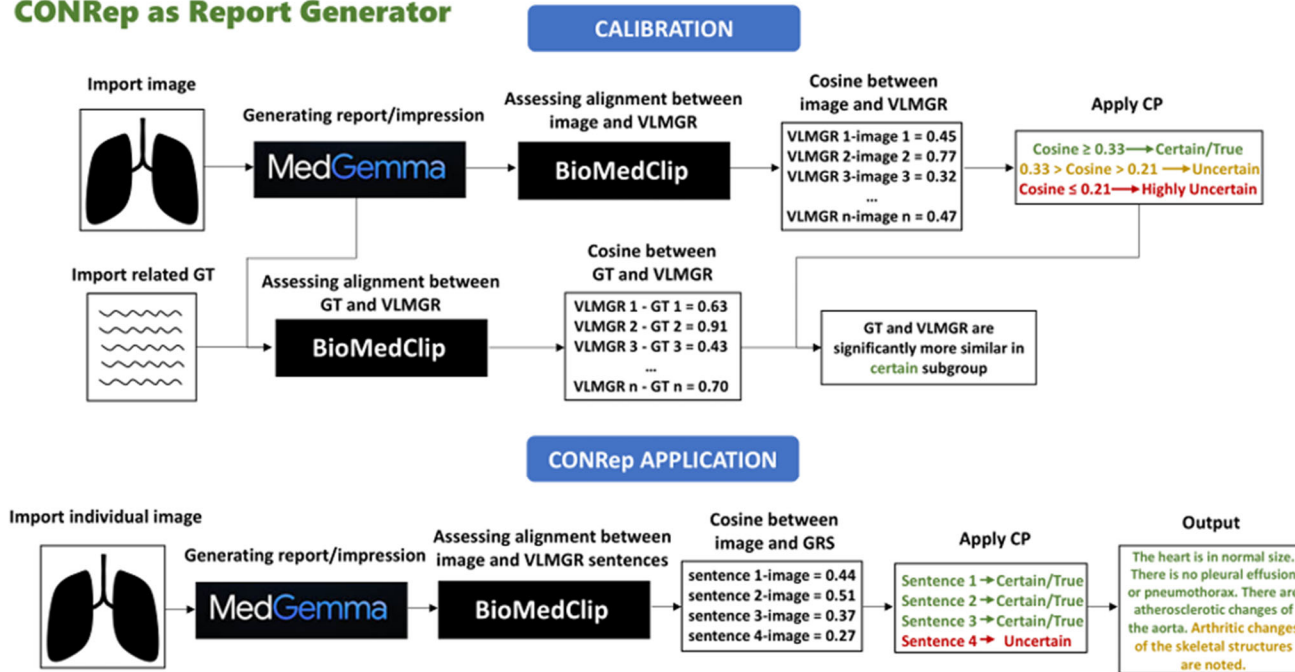 CONRep as Report Generator
CALIBRATION
Import image
Generating report/impression
MedGemma
Assessing alignment between
image and VLMGR
BioMedClip
Cosine between
image and VLMGR
VLMGR 1-image 1 = 0.45
VLMGR 2-image 2 = 0.77
VLMGR 3-image 3 = 0.32
...
VLMGR n-image n = 0.47
Apply CP
Cosine ≥ 0.33→Certain/True
0.33 > Cosine > 0.21 →Uncertain
Cosine ≤ 0.21→Highly Uncertain
Import related GT
Assessing alignment between
GT and VLMGR
BioMedClip
Cosine between
GT and VLMGR
VLMGR 1 - GT 1 = 0.63
VLMGR 2 - GT 2 = 0.91
VLMGR 3 - GT 3 = 0.43
...
VLMGR n - GT n = 0.70
GT and VLMGR are
significantly more similar in
certain subgroup
CONRep APPLICATION
Import individual image
Generating report/impression
MedGemma
Assessing alignment between
image and VLMGR sentences
BioMedClip
Cosine between
image and GRS
sentence 1-image = 0.44
sentence 2-image = 0.51
sentence 3-image = 0.37
sentence 4-image = 0.27
Apply CP
Sentence 1→Certain/True
Sentence 2→Certain/True
Sentence 3→Certain/True
Sentence 4→ Uncertain
Output
The heart is in normal size.
There is no pleural effusion
or pneumothorax. There are
atherosclerotic changes of
the aorta. Arthritic changes
of the skeletal structures
are noted.